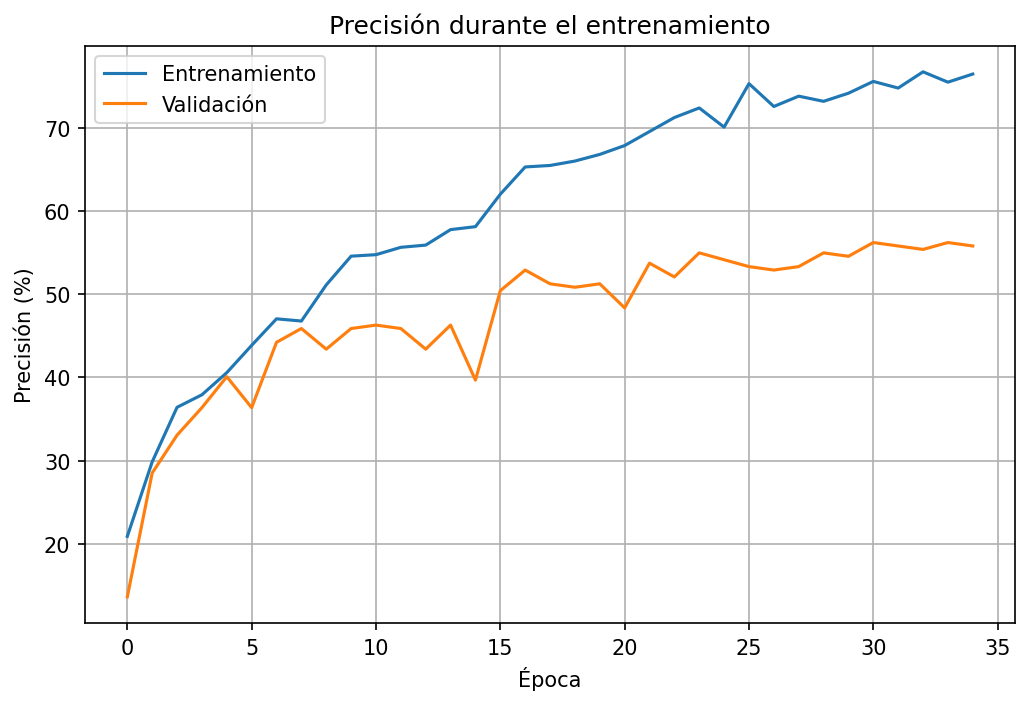 Precisión durante el entrenamiento
Entrenamiento
Validación
Precisión (%)
70
60
50
40
30
20
0 5 10 15 20 25 30 35
Época